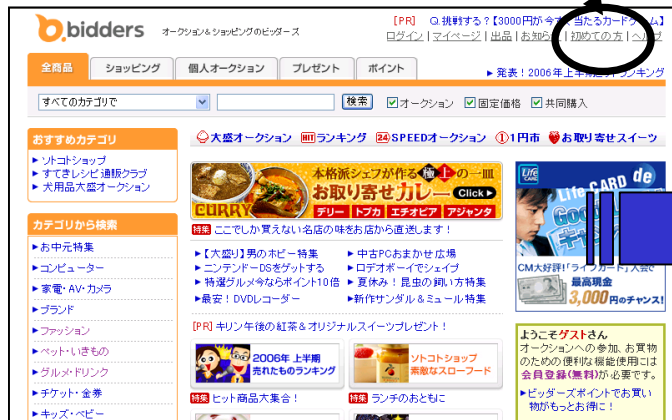 bidders
オークション&ショッピングのビッダーズ
[PR] Q.挑戦する?【3000円が今すぐ当たるカードゲーム】
ログイン | マイページ | 出品 | お知らせ | 初めての方 | ヘルプ
全商品 ショッピング 個人オークション プレゼント ポイント
発表!2006年上半期
ランキング
すべてのカテゴリで 検索 オークション 固定価格 共同購入
おすすめカテゴリ
大盛オークション HITランキング 24SPEEDオークション ①1円市 お取り寄せスイーツ
ソトコトショップ
すてきレシピ通販クラブ
犬用品大盛オークション
本格派シェフが作る極上の一皿
お取り寄せカレー Click
CURRY デリー トプカ エチオピア アジャンタ
特集 ここでしか買えない名店の味をお店から直送します!
Life CARD
Life CARD de
カテゴリから検索
お中元特集
コンピューター
家電・AV・カメラ
ブランド
ファッション
ペット・いきもの
グルメ・ドリンク
チケット・金券
キッズ・ベビー
【大盛り】男のホビー特集
ニンテンドーDSをゲットする
特選グルメ今ならポイント10倍
最安!DVDレコーダー
中古PCおまかせ広場
ロデオボーイでシェイプ
夏休み!昆虫の飼い方特集
新作サンダル&ミュール特集
CM大好評!「ライフカード」入会で
最高現金
3,000円のチャンス!
[PR] キリン午後の紅茶&オリジナルスイーツプレゼント!
2006年 上半期
売れたものランキング
ソトコトショップ
素敵なスローフード
特集 ヒット商品大集合!
特集 ランチのおともに
ようこそゲストさん
オークションへの参加、お買物
のための便利な機能使用には
会員登録(無料)が必要です。
ビッダーズポイントでお買い
物がもっとお得に!